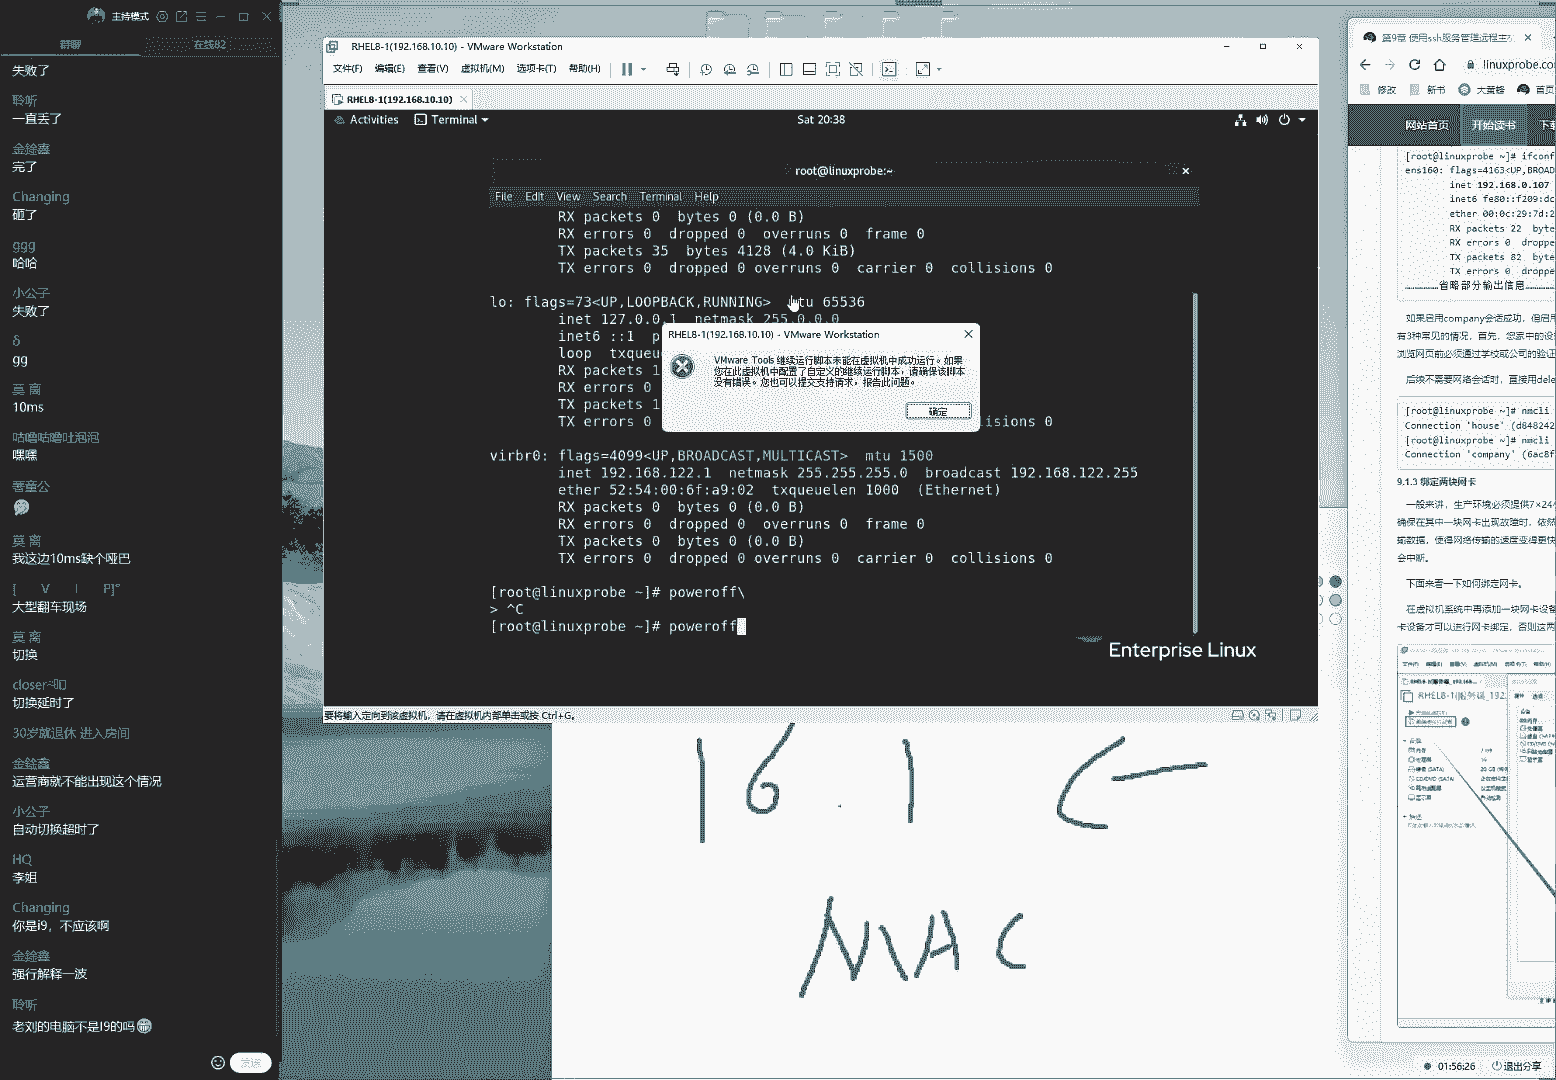 主持模式
群聊
在线82
失败了
聆听
一直丢了
金鍂鑫
完了
Changing
砸了
ggg
哈哈
小公子
失败了
δ
gg
莫 离
10ms
咕噜咕噜吐泡泡
嘿嘿
莫 离
我这边10ms缺个哑巴
[ V I P]°
大型翻车现场
莫 离
切换
切换延时了
30岁就退休 进入房间
金鍂鑫
运营商就不能出现这个情况
小公子
自动切换超时了
HQ
李姐
Changing
你是i9，不应该啊
金鍂鑫
强行解释一波
聆听
老刘的电脑不是I9的吗
发送
RHEL8-1(192.168.10.10) - VMware Workstation
文件(F) 编辑(E) 查看(V) 虚拟机(M) 选项卡(T) 帮助(H)
RHEL8-1(192.168.10.10)
Activities Terminal Sat 20:38
root@linuxprobe:~
File Edit View Search Terminal Help
RX packets 0 bytes 0 (0.0 B)
RX errors 0 dropped 0 overruns 0 frame 0
TX packets 35 bytes 4128 (4.0 KiB)
TX errors 0 dropped 0 overruns 0 carrier 0 collisions 0
lo: flags=73<UP,LOOPBACK,RUNNING> mtu 65536
inet 127.0.0.1 netmask 255.0.0.0
inet6 ::1 p
loop txqueu
RX packets 1
RX errors 0
TX packets 1
TX errors 0 lisions 0
RHEL8-1(192.168.10.10) - VMware Workstation
VMware Tools 继续运行脚本未能在虚拟机中成功运行。如果
您在此虚拟机中配置了自定义的继续运行脚本，请确保该脚本
没有错误。您也可以提交支持请求，报告此问题。
确定
virbr0: flags=4099<UP,BROADCAST,MULTICAST> mtu 1500
inet 192.168.122.1 netmask 255.255.255.0 broadcast 192.168.122.255
ether 52:54:00:6f:a9:02 txqueuelen 1000 (Ethernet)
RX packets 0 bytes 0 (0.0 B)
RX errors 0 dropped 0 overruns 0 frame 0
TX packets 0 bytes 0 (0.0 B)
TX errors 0 dropped 0 overruns 0 carrier 0 collisions 0
[root@linuxprobe ~]# poweroff\
> ^C
[root@linuxprobe ~]# poweroff
Enterprise Linux
要将输入定向到该虚拟机，请在虚拟机内部单击或按 Ctrl+G。
16.1
MAC
第9章 使用ssh服务管理远程主
linuxprobe.co
修改 新书 大黄蜂 首页
网站首页 开始读书 下
[root@linuxprobe ~]# ifconf
ens160: flags=4163<UP,BROAD
inet 192.168.0.107
inet6 fe80::f209:dc
ether 00:0c:29:7d:2
RX packets 22 byte
RX errors 0 droppe
TX packets 82 byte
TX errors 0 droppe
省略部分输出信息
如果启用company会话成功，但启用
有3种常见的情况，首先，您家中的设
浏览网页前必须通过学校或公司的验证
后续不需要网络会话时，直接用dele
[root@linuxprobe ~]# nmcli
Connection 'house' (d848242
[root@linuxprobe ~]# nmcli
Connection 'company' (6ac8f
9.1.3 绑定两块网卡
一般来讲，生产环境必须提供7×24
确保在其中一块网卡出现故障时，依然
输数据，使得网络传输的速度变得更快
会中断。
下面来看一下如何绑定网卡。
在虚拟机系统中再添加一块网卡设备
卡设备才可以进行网卡绑定，否则这两
01:56:26 退出分享